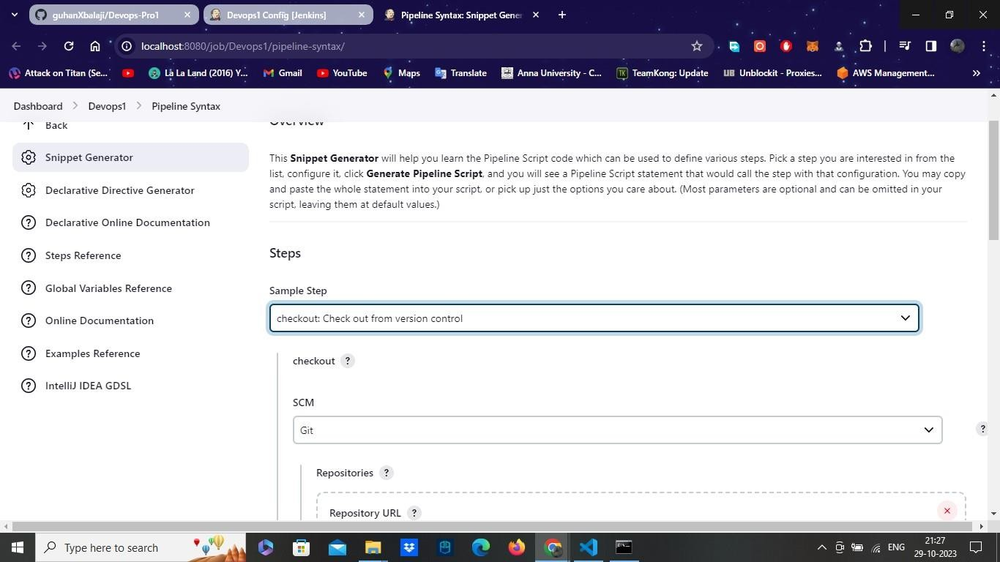 guhanXbalaji/Devops-Pro1
Devops1 Config [Jenkins]
Pipeline Syntax: Snippet Gener
localhost:8080/job/Devops1/pipeline-syntax/
Attack on Titan (Se...
La La Land (2016) Y...
Gmail
YouTube
Maps
Translate
Anna University - C...
TK
TeamKong: Update
UB
Unblockit - Proxies...
AWS Management...
Dashboard
Devops1
Pipeline Syntax
Back
Snippet Generator
Declarative Directive Generator
Declarative Online Documentation
Steps Reference
Global Variables Reference
Online Documentation
Examples Reference
IntelliJ IDEA GDSL
Overview
This Snippet Generator will help you learn the Pipeline Script code which can be used to define various steps. Pick a step you are interested in from the
list, configure it, click Generate Pipeline Script, and you will see a Pipeline Script statement that would call the step with that configuration. You may copy
and paste the whole statement into your script, or pick up just the options you care about. (Most parameters are optional and can be omitted in your
script, leaving them at default values.)
Steps
Sample Step
checkout: Check out from version control
checkout ?
SCM
Git
?
Repositories ?
Repository URL ?
Type here to search
ENG
21:27
29-10-2023